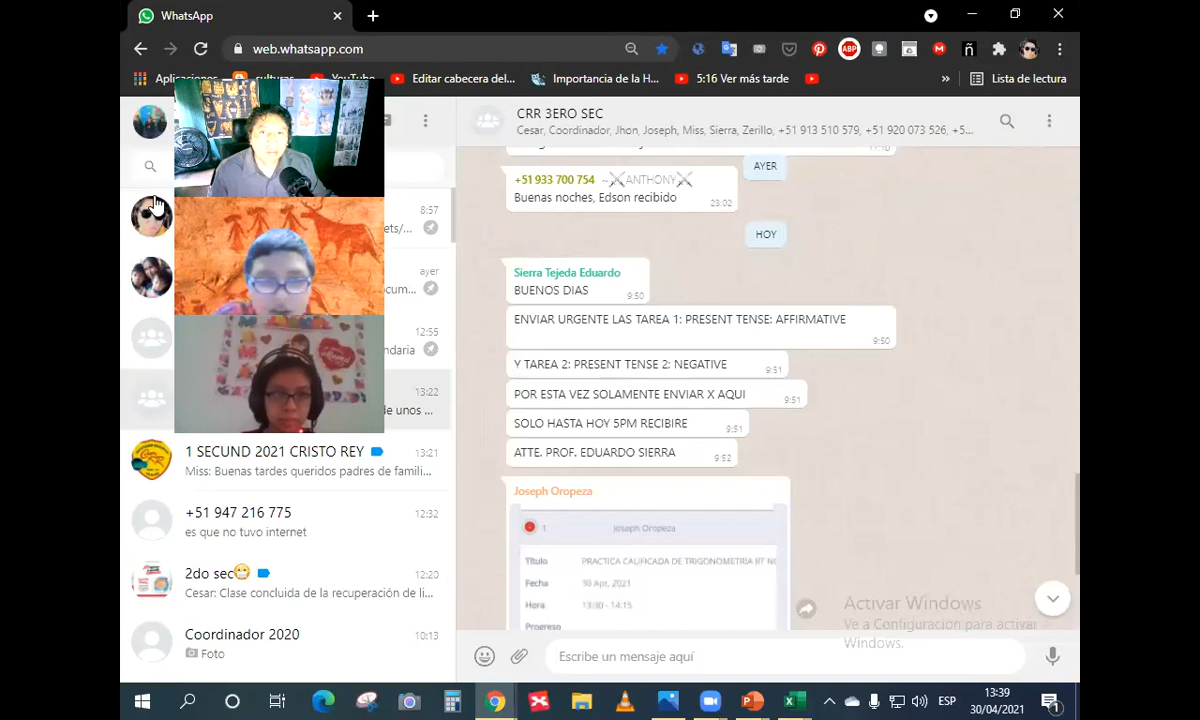 WhatsApp
web.whatsapp.com
Aplicaciones
culturas
YouTube
Editar cabecera del...
Importancia de la H...
5:16 Ver más tarde
»
Lista de lectura
8:57
ets/...
ayer
cum...
12:55
ndaria
13:22
de unos ...
1 SECUND 2021 CRISTO REY
13:21
Miss: Buenas tardes queridos padres de famili...
+51 947 216 775
12:32
es que no tuvo internet
2do sec
12:20
Cesar: Clase concluida de la recuperación de li...
Coordinador 2020
10:13
Foto
CRR 3ERO SEC
Cesar, Coordinador, Jhon, Joseph, Miss, Sierra, Zerillo, +51 913 510 579, +51 920 073 526, +5...
17:10
AYER
+51 933 700 754 ~⚔ANTHONY⚔
Buenas noches, Edson recibido
23:02
HOY
Sierra Tejeda Eduardo
BUENOS DIAS
9:50
ENVIAR URGENTE LAS TAREA 1: PRESENT TENSE: AFFIRMATIVE
9:50
Y TAREA 2: PRESENT TENSE 2: NEGATIVE
9:51
POR ESTA VEZ SOLAMENTE ENVIAR X AQUI
9:51
SOLO HASTA HOY 5PM RECIBIRE
9:51
ATTE. PROF. EDUARDO SIERRA
9:52
Joseph Oropeza
1 Joseph Oropeza
Título PRACTICA CALIFICADA DE TRIGONOMETRIA BT
Fecha 30 Apr, 2021
Hora 13:30 - 14:15
Progreso
Activar Windows
Ve a Configuración para activar
Windows.
Escribe un mensaje aquí
ESP
13:39
30/04/2021
1